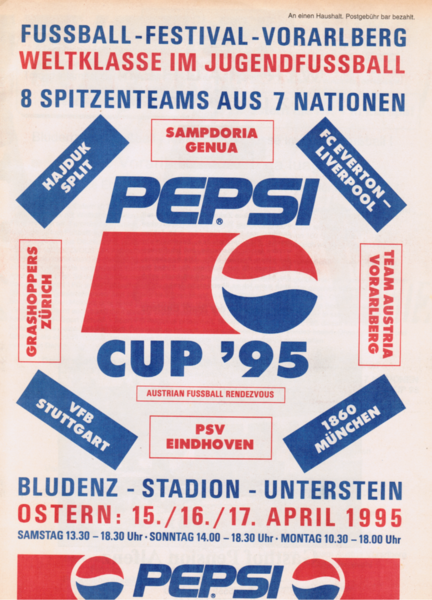 An einen Haushalt. Postgebühr bar bezahlt.
FUSSBALL-FESTIVAL-VORARLBERG
WELTKLASSE IM JUGENDFUSSBALL
8 SPITZENTEAMS AUS 7 NATIONEN
HAJDUK
SPLIT
SAMPDORIA
GENUA
FC EVERTON –
LIVERPOOL
PEPSI
®
GRASHOPPERS
ZÜRICH
TEAM AUSTRIA
VORARLBERG
CUP '95
AUSTRIAN FUSSBALL RENDEZVOUS
VFB
STUTTGART
PSV
EINDHOVEN
1860
MÜNCHEN
BLUDENZ - STADION - UNTERSTEIN
OSTERN: 15./16./17. APRIL 1995
SAMSTAG 13.30 – 18.30 Uhr · SONNTAG 14.00 – 18.30 Uhr · MONTAG 10.30 – 18.00 Uhr
PEPSI